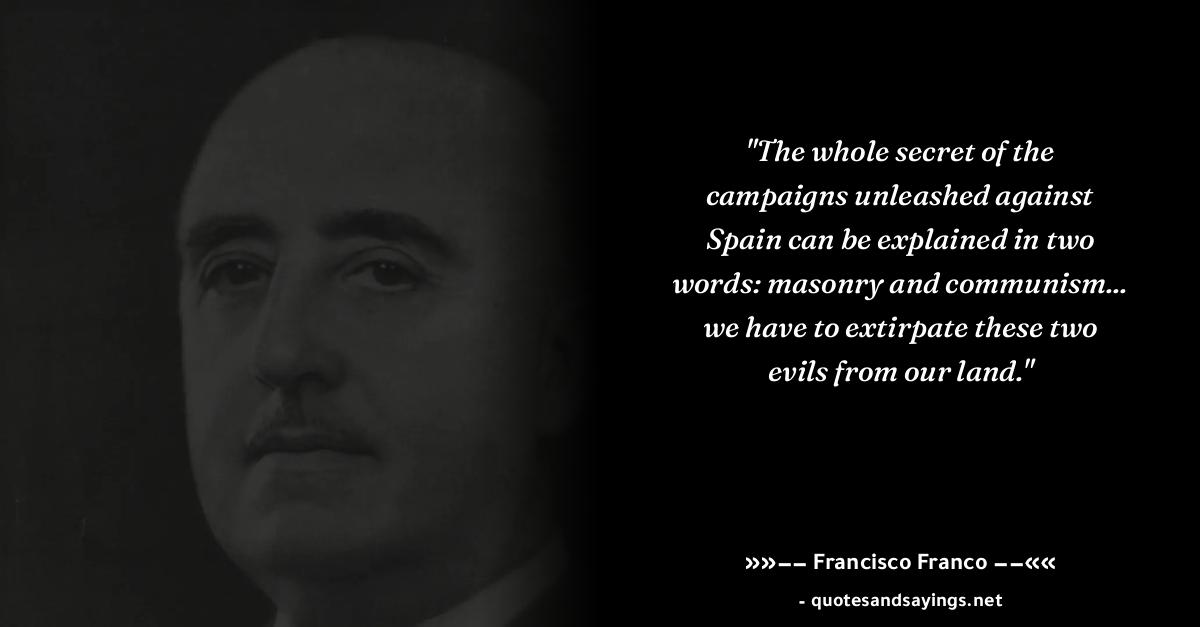 "The whole secret of the
campaigns unleashed against
Spain can be explained in two
words: masonry and communism...
we have to extirpate these two
evils from our land."
»»–– Francisco Franco ––««
- quotesandsayings.net